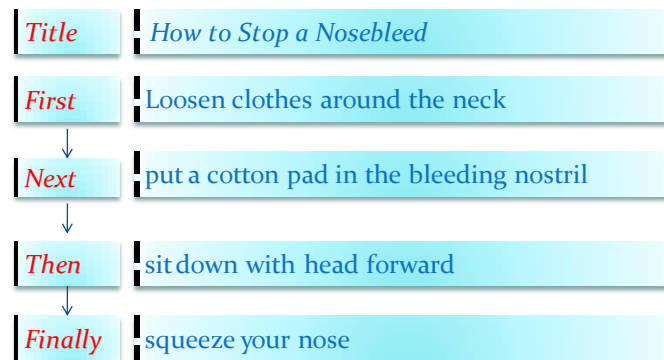 Title : How to Stop a Nosebleed
First : Loosen clothes around the neck
Next : put a cotton pad in the bleeding nostril
Then : sit down with head forward
Finally : squeeze your nose